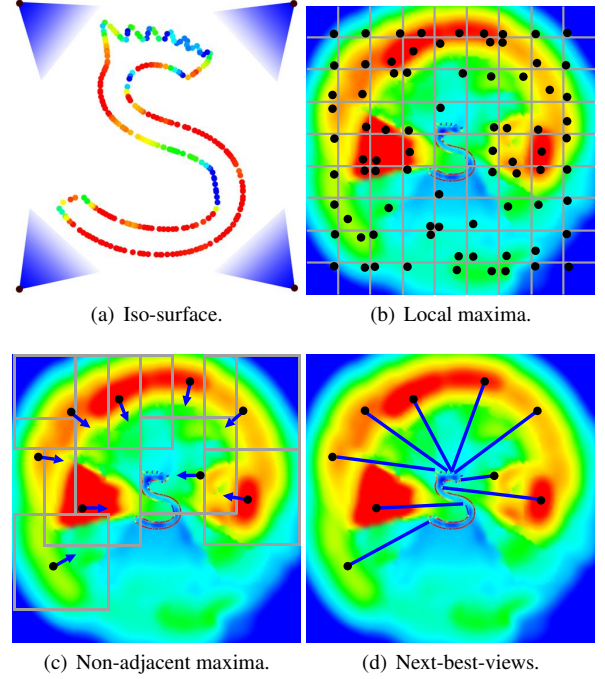 (a) Iso-surface.
(b) Local maxima.
(c) Non-adjacent maxima.
(d) Next-best-views.